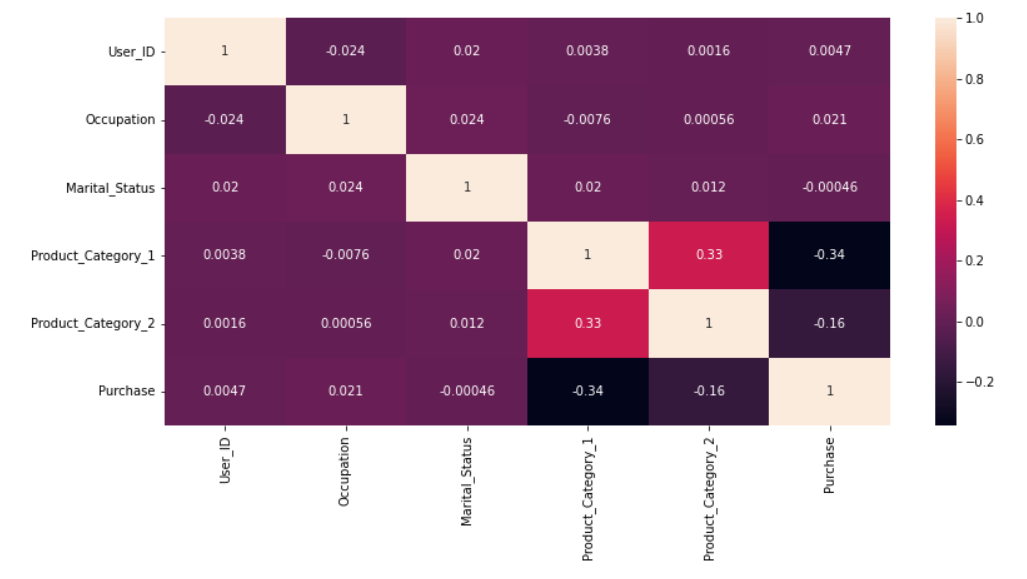 User_ID 1 -0.024 0.02 0.0038 0.0016 0.0047
Occupation -0.024 1 0.024 -0.0076 0.00056 0.021
Marital_Status 0.02 0.024 1 0.02 0.012 -0.00046
Product_Category_1 0.0038 -0.0076 0.02 1 0.33 -0.34
Product_Category_2 0.0016 0.00056 0.012 0.33 1 -0.16
Purchase 0.0047 0.021 -0.00046 -0.34 -0.16 1
User_ID
Occupation
Marital_Status
Product_Category_1
Product_Category_2
Purchase
1.0
0.8
0.6
0.4
0.2
0.0
−0.2